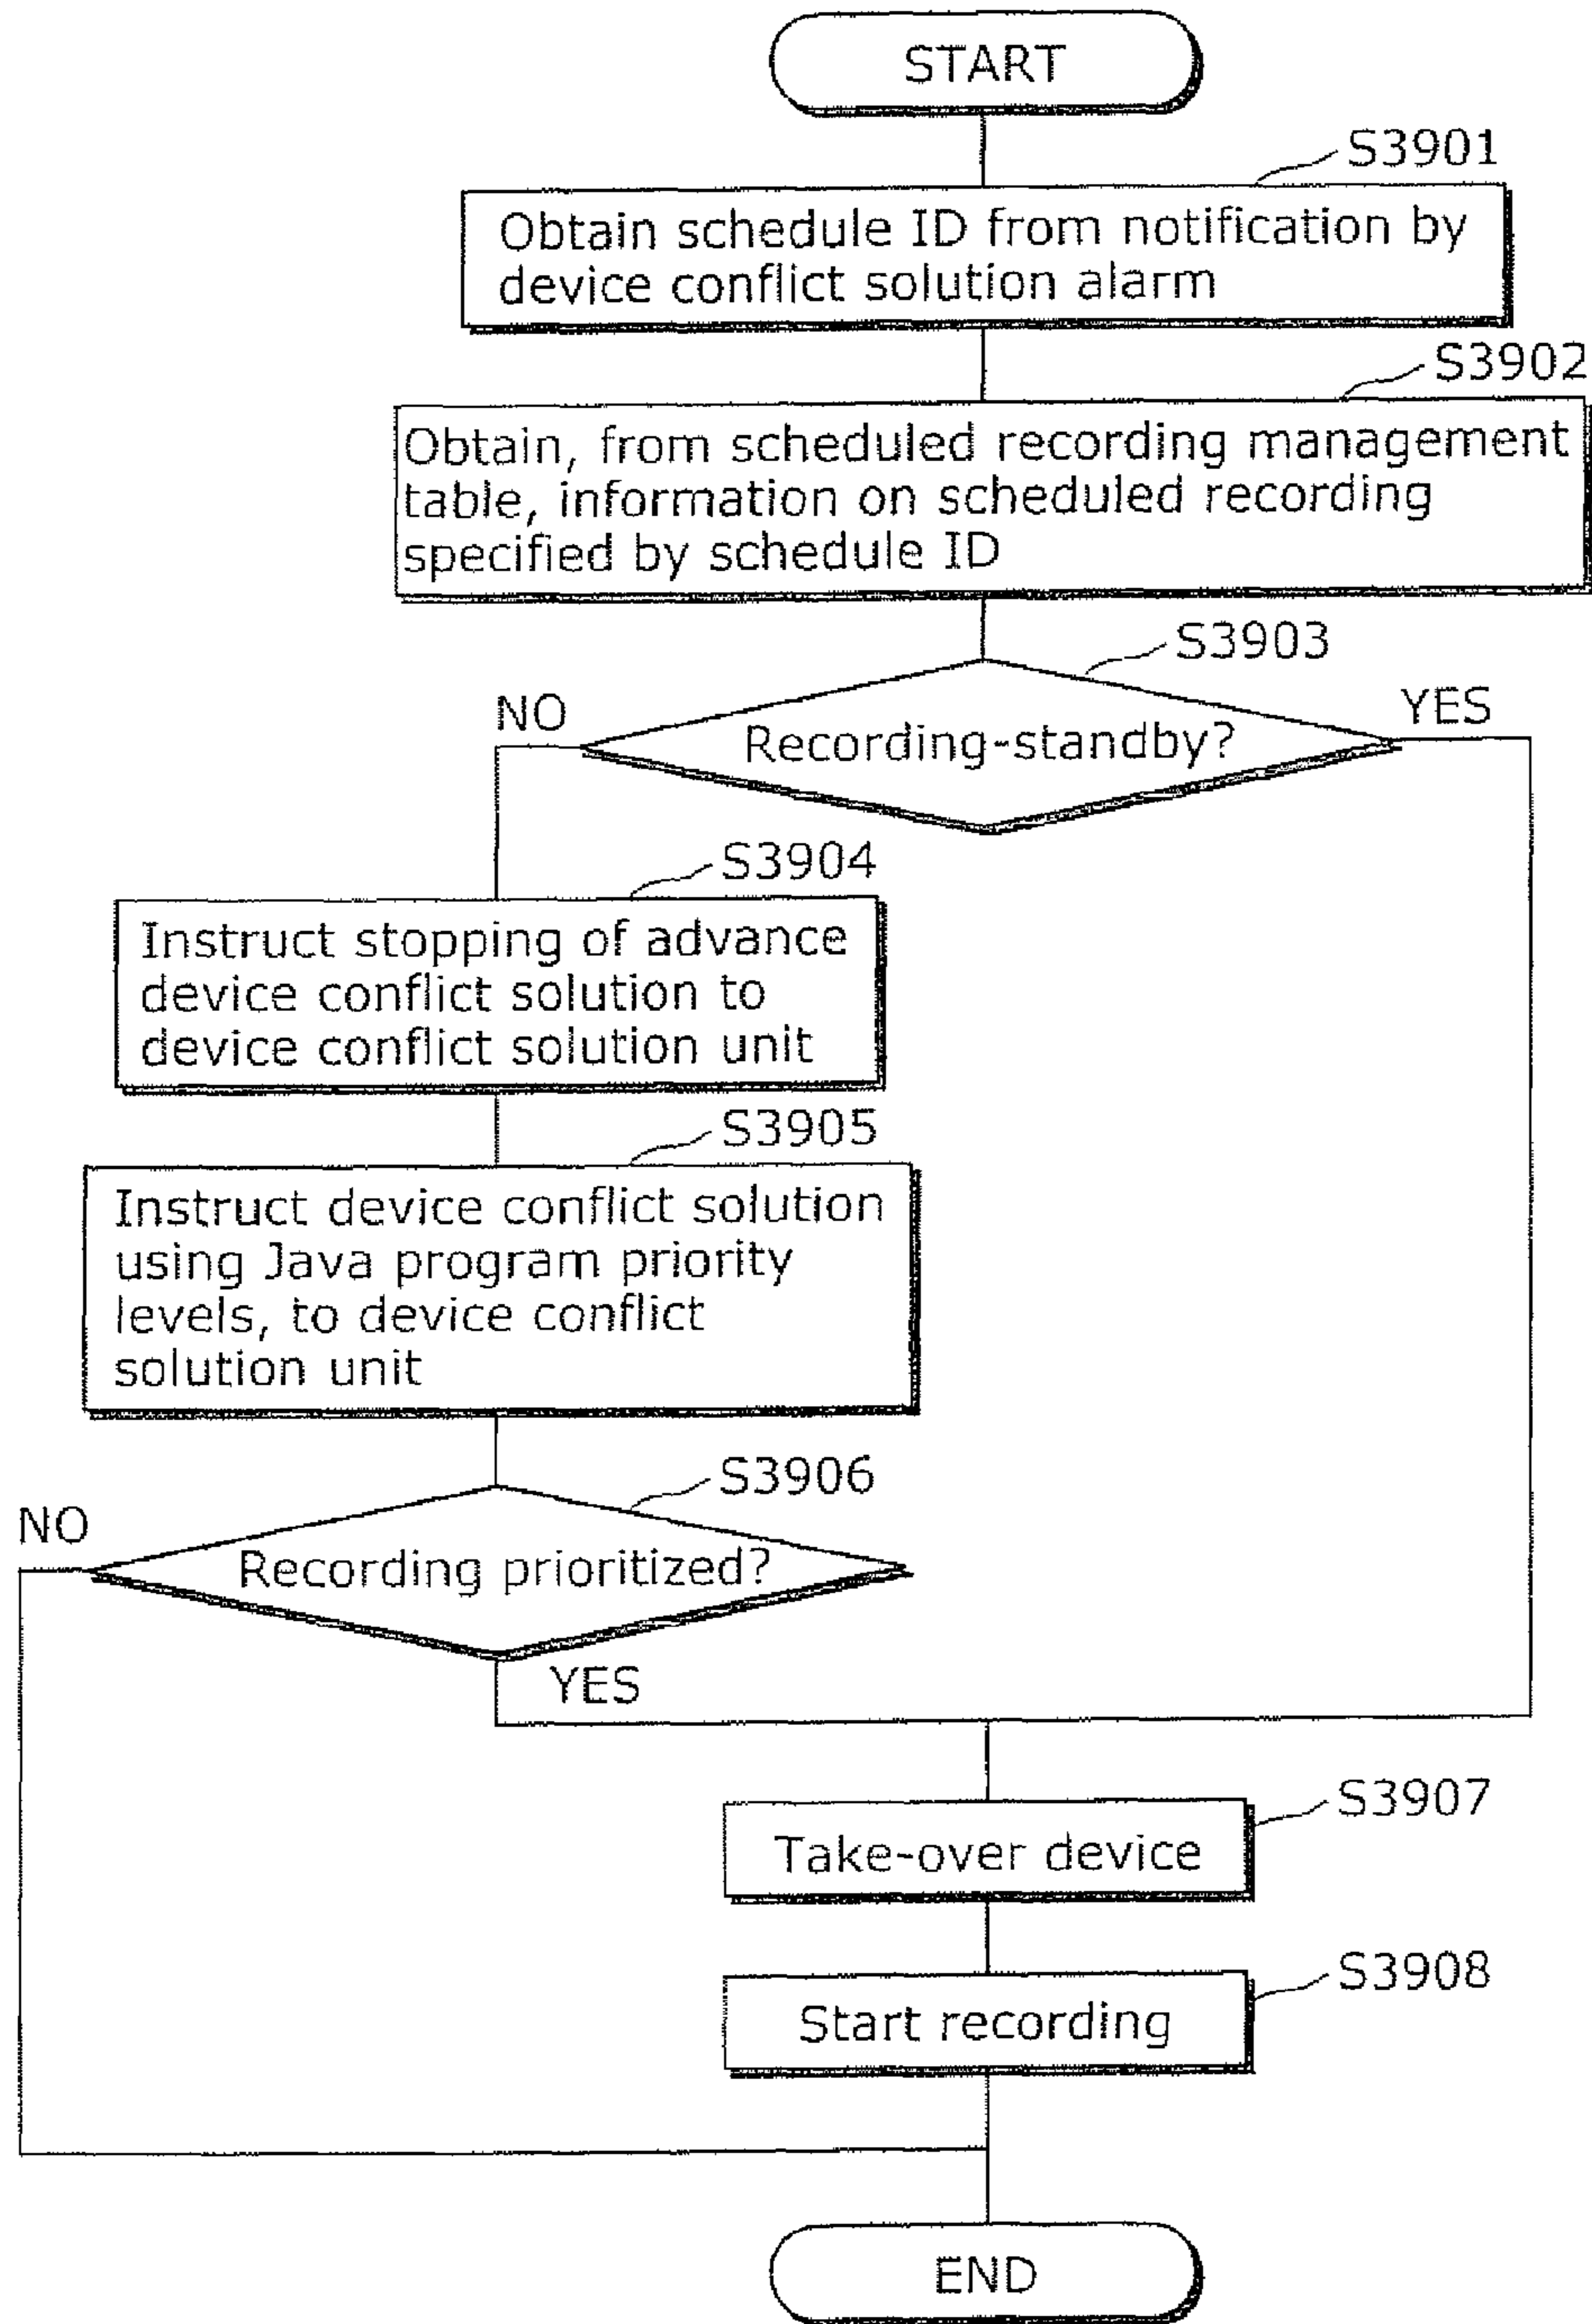 START
S3901
Obtain schedule ID from notification by
device conflict solution alarm
S3902
Obtain, from scheduled recording management
table, information on scheduled recording
specified by schedule ID
S3903
NO
YES
Recording-standby?
S3904
Instruct stopping of advance
device conflict solution to
device conflict solution unit
S3905
Instruct device conflict solution
using Java program priority
levels, to device conflict
solution unit
S3906
NO
Recording prioritized?
YES
S3907
Take-over device
S3908
Start recording
END